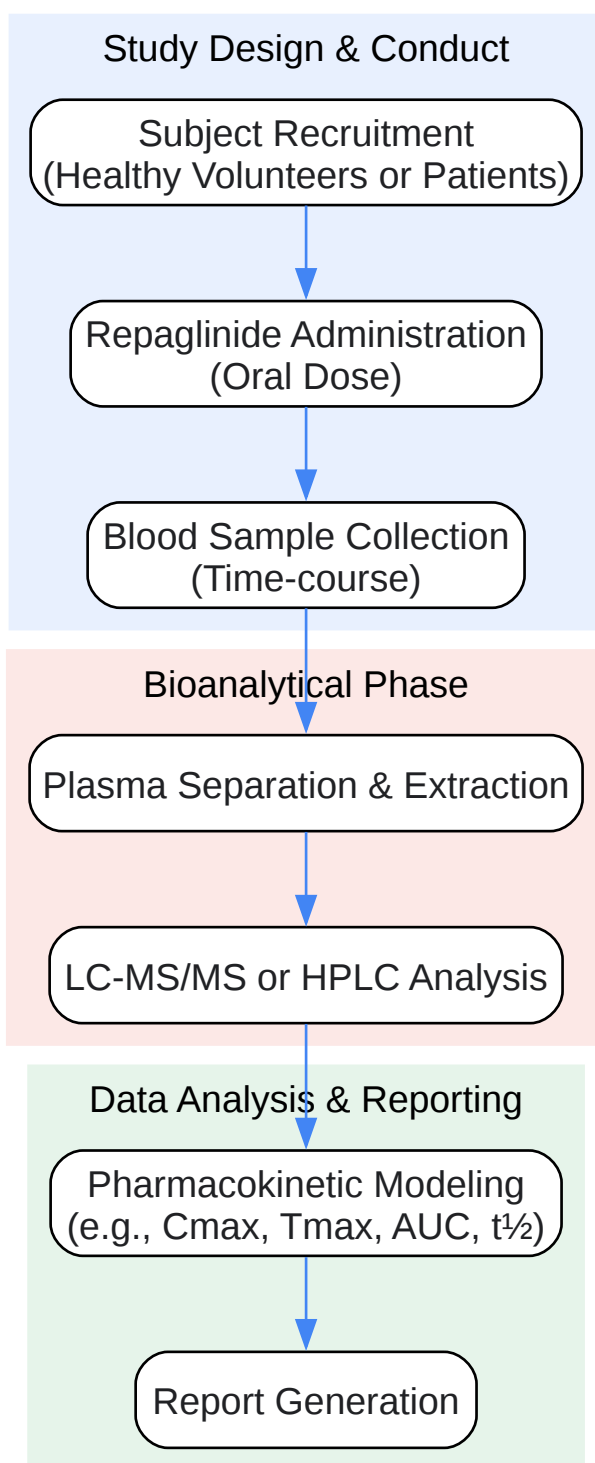 Study Design & Conduct
Subject Recruitment
(Healthy Volunteers or Patients)
Repaglinide Administration
(Oral Dose)
Blood Sample Collection
(Time-course)
Bioanalytical Phase
Plasma Separation & Extraction
LC-MS/MS or HPLC Analysis
Data Analysis & Reporting
Pharmacokinetic Modeling
(e.g., Cmax, Tmax, AUC, t½)
Report Generation